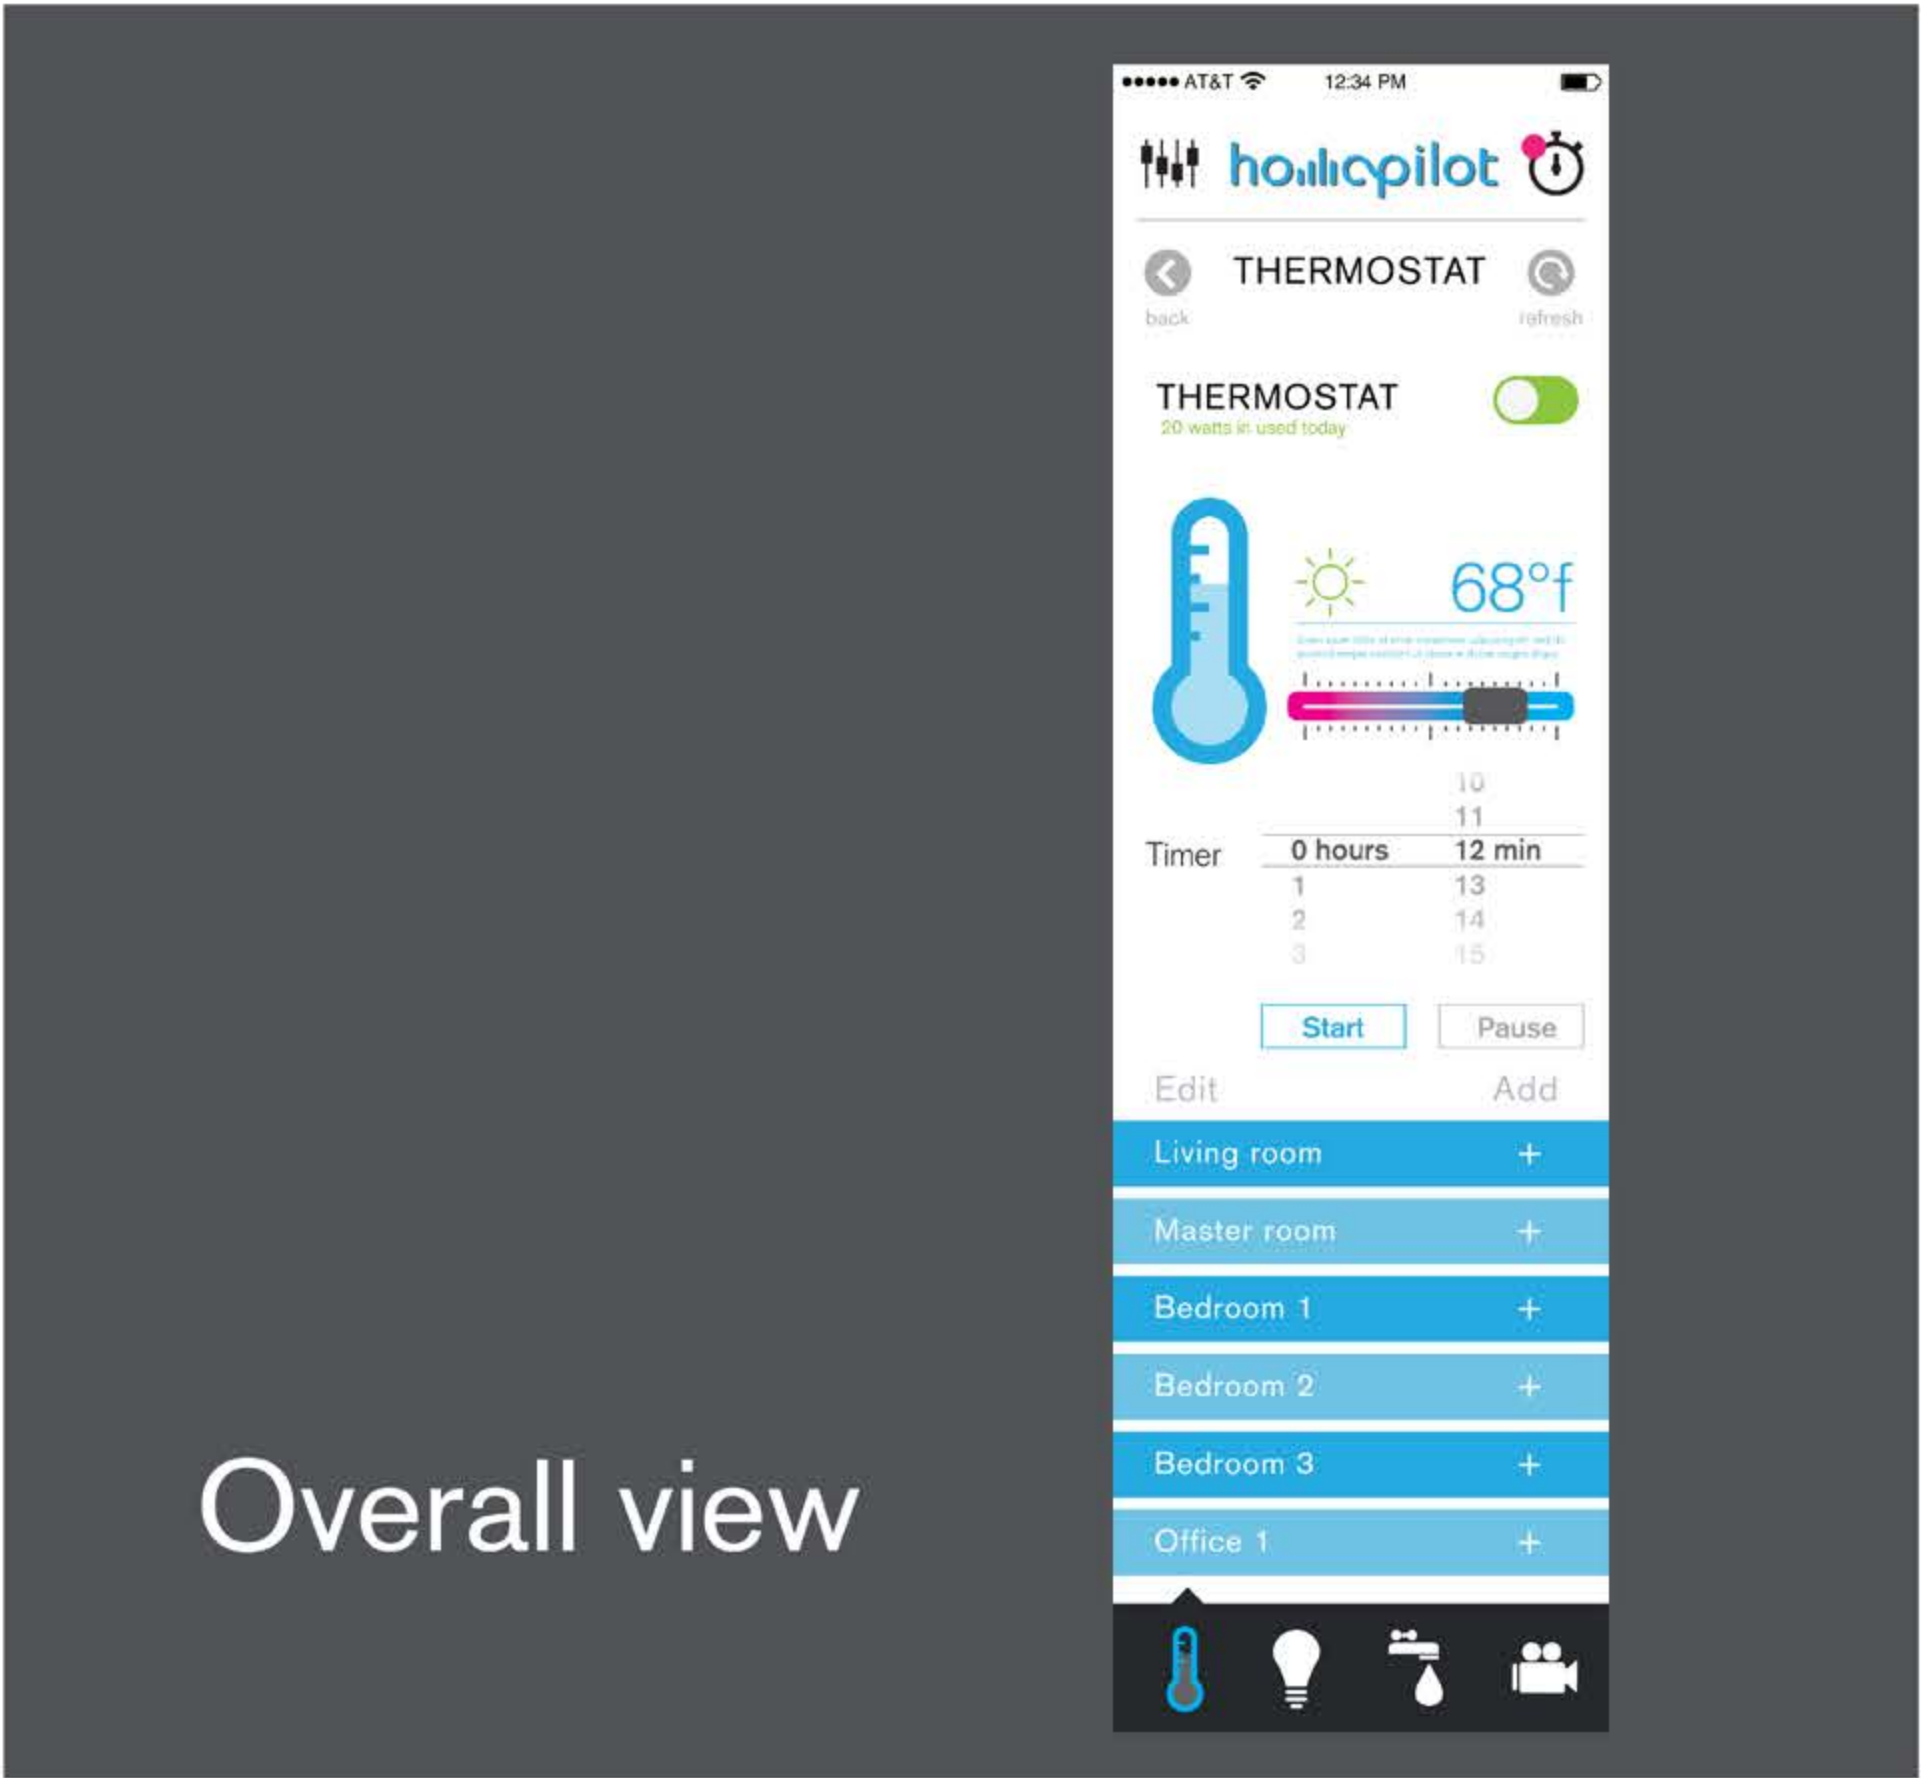 AT&T 12:34 PM
homepilot
THERMOSTAT
back refresh
THERMOSTAT
20 watts in used today
68°f
10
11
Timer 0 hours 12 min
1 13
2 14
3 15
Start Pause
Edit Add
Living room +
Master room +
Bedroom 1 +
Bedroom 2 +
Bedroom 3 +
Office 1 +
Overall view